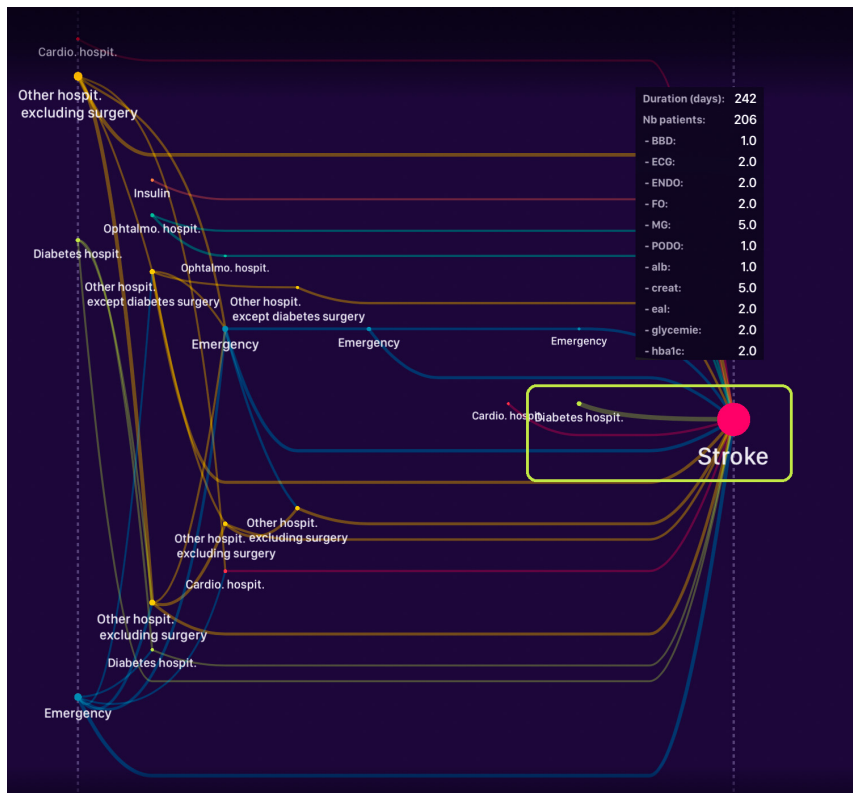 Cardio. hospit.
Other hospit.
excluding surgery
Duration (days): 242
Nb patients: 206
- BBD: 1.0
- ECG: 2.0
- ENDO: 2.0
- FO: 2.0
- MG: 5.0
- PODO: 1.0
- alb: 1.0
- creat: 5.0
- eal: 2.0
- glycemie: 2.0
- hba1c: 2.0
Insulin
Ophtalmo. hospit.
Diabetes hospit.
Ophtalmo. hospit.
Other hospit.
except diabetes surgery
Other hospit.
except diabetes surgery
Emergency
Emergency
Emergency
Cardio. hospit.
Diabetes hospit.
Stroke
Other hospit.
excluding surgery
Other hospit.
excluding surgery
Cardio. hospit.
Other hospit.
excluding surgery
Diabetes hospit.
Emergency